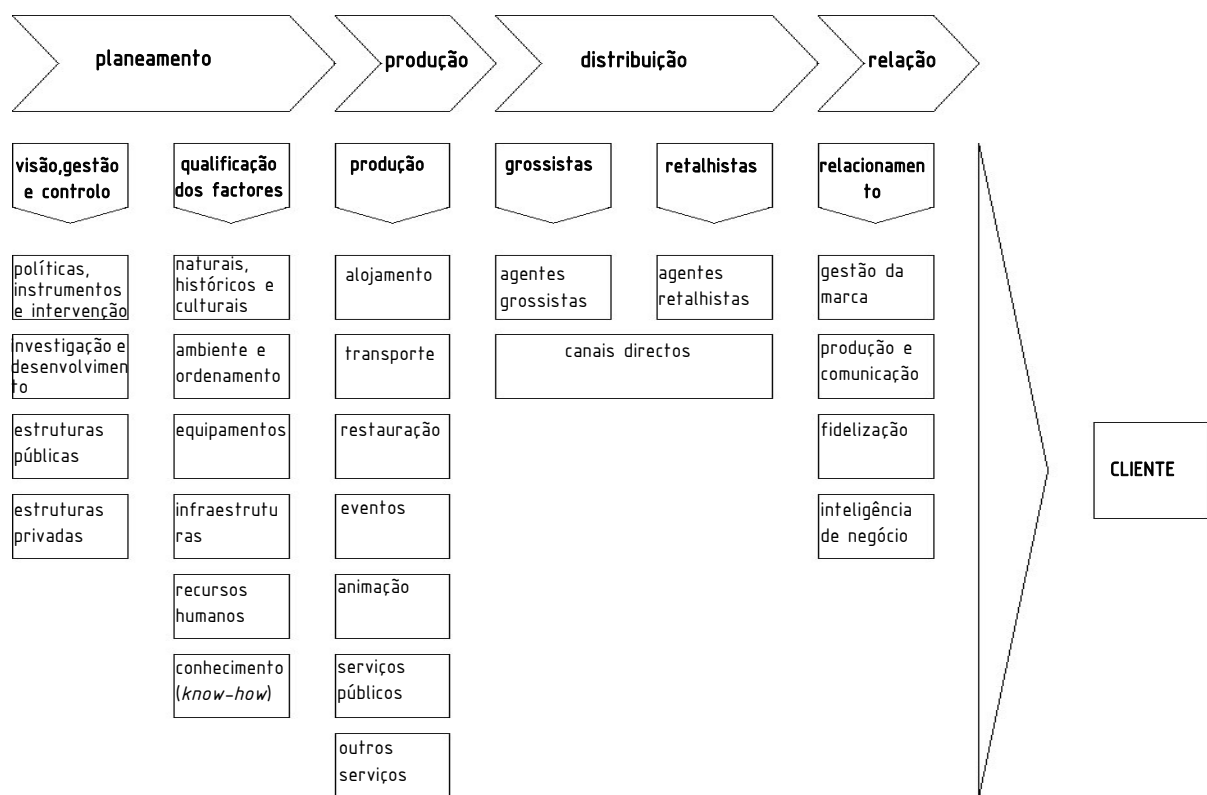 planeamento
produção
distribuição
relação
visão,gestão
e controlo
qualificação
dos factores
produção
grossistas
retalhistas
relacionamen
to
políticas,
instrumentos
e intervenção
naturais,
históricos e
culturais
alojamento
agentes
grossistas
agentes
retalhistas
gestão da
marca
investigação e
desenvolvimen
to
ambiente e
ordenamento
transporte
canais directos
produção e
comunicação
estruturas
públicas
equipamentos
restauração
fidelização
CLIENTE
estruturas
privadas
infraestrutu
ras
eventos
inteligência
de negócio
recursos
humanos
animação
conhecimento
(know-how)
serviços
públicos
outros
serviços